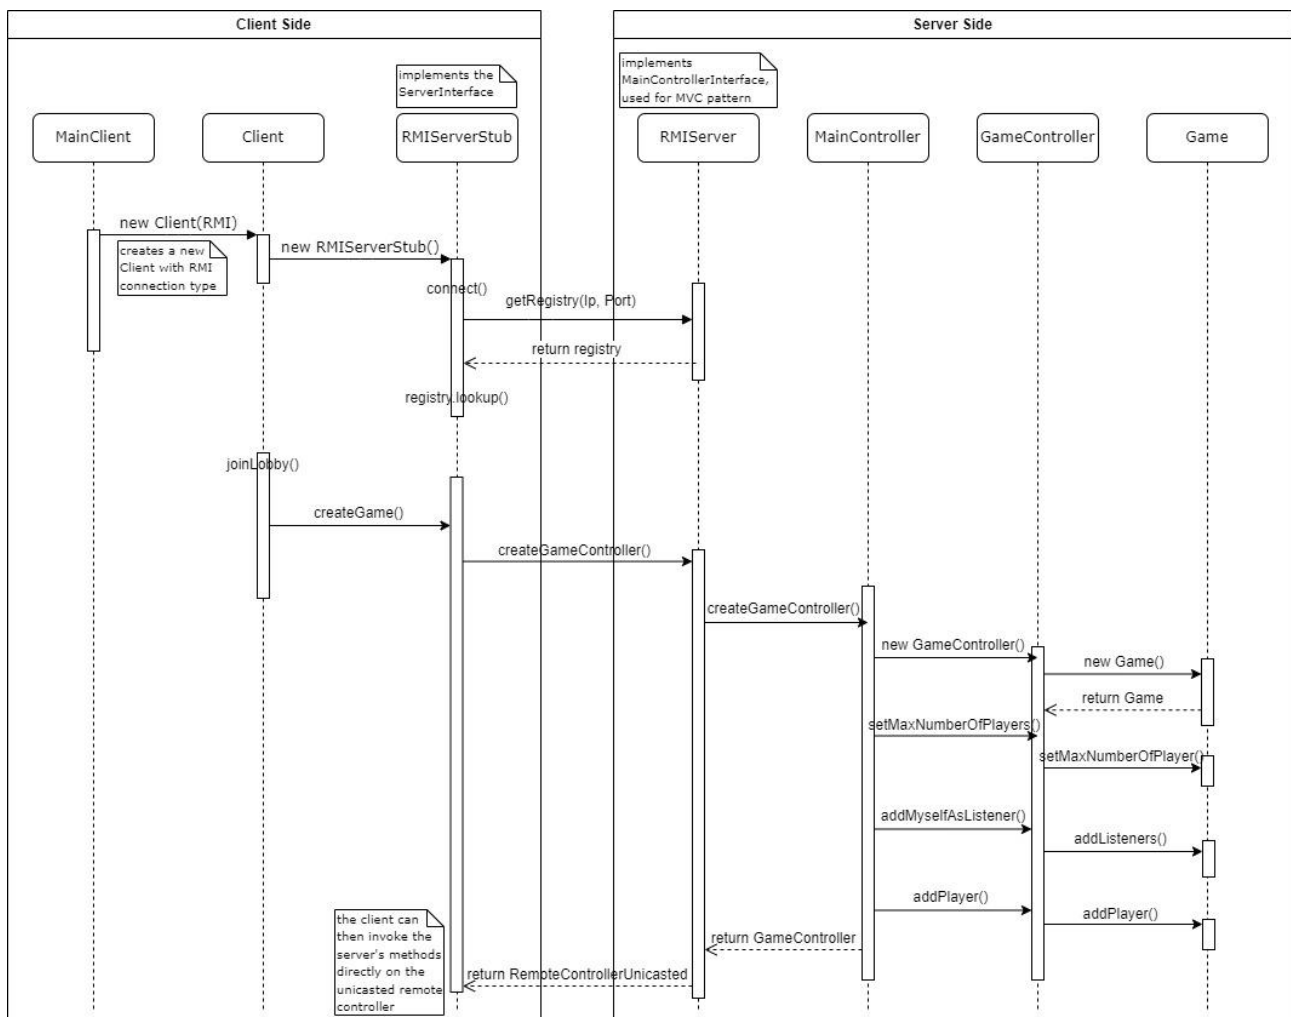 Client Side
Server Side
implements the
ServerInterface
implements
MainControllerInterface,
used for MVC pattern
MainClient
Client
RMIServerStub
RMIServer
MainController
GameController
Game
new Client(RMI)
creates a new
Client with RMI
connection type
new RMIServerStub()
connect()
getRegistry(Ip, Port)
return registry
registry.lookup()
joinLobby()
createGame()
createGameController()
createGameController()
new GameController()
new Game()
return Game
setMaxNumberOfPlayers()
setMaxNumberOfPlayer()
addMyselfAsListener()
addListeners()
addPlayer()
addPlayer()
return GameController
return RemoteControllerUnicasted
the client can
then invoke the
server's methods
directly on the
unicasted remote
controller